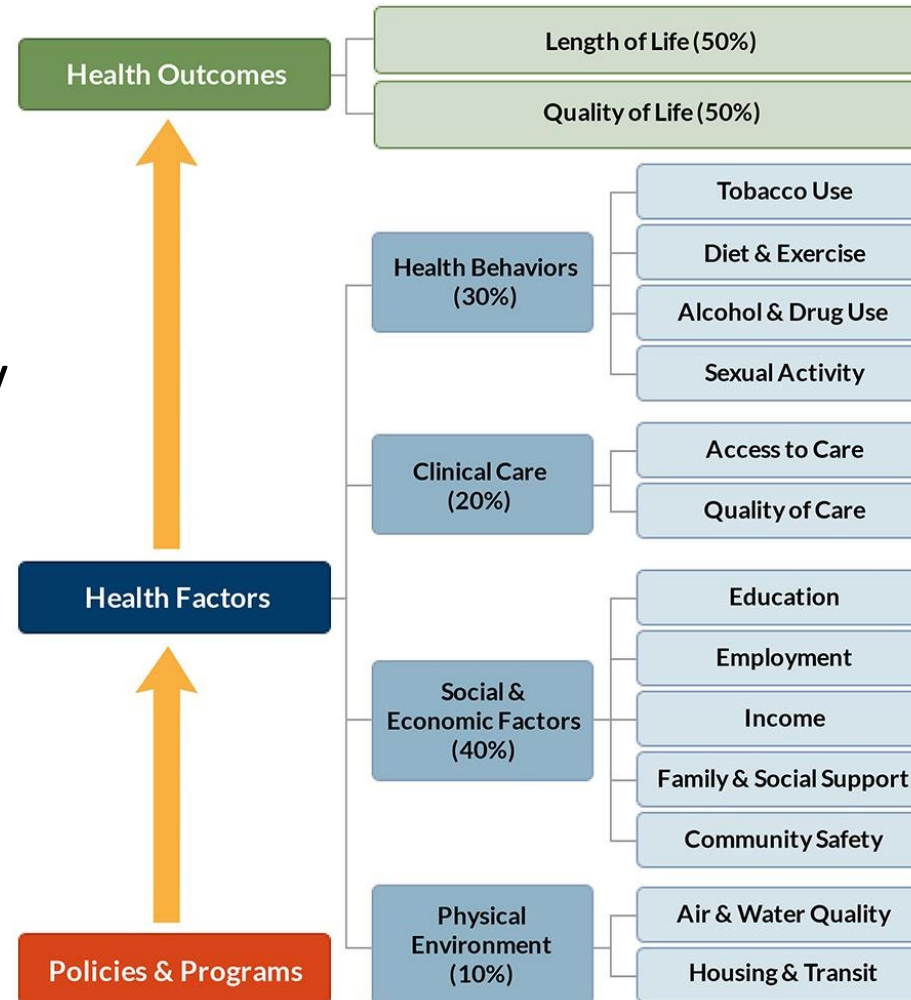 Health Outcomes
Length of Life (50%)
Quality of Life (50%)
Tobacco Use
Health Behaviors
(30%)
Diet & Exercise
Alcohol & Drug Use
Sexual Activity
Clinical Care
(20%)
Access to Care
Quality of Care
Health Factors
Social &
Economic Factors
(40%)
Education
Employment
Income
Family & Social Support
Community Safety
Physical
Environment
(10%)
Air & Water Quality
Housing & Transit
Policies & Programs